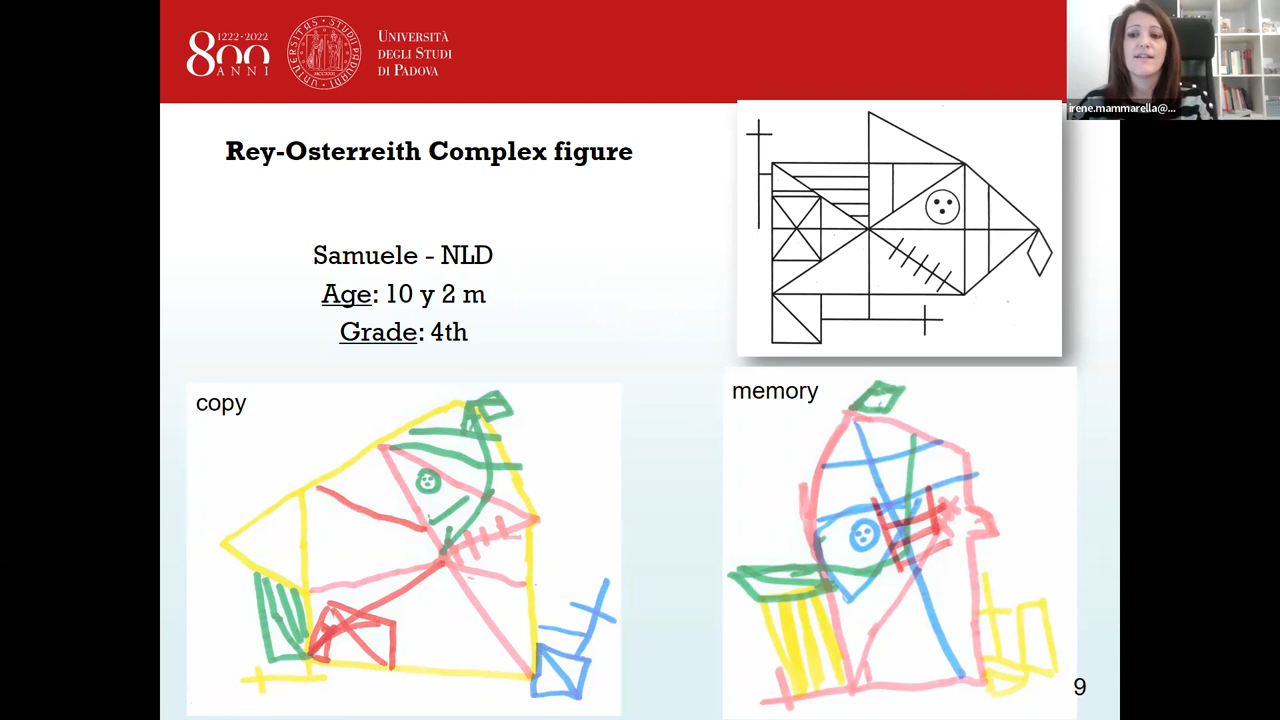 1222·2022
800
ANNI
UNIVERSITÀ
DEGLI STUDI
DI PADOVA
irene.mammarella@...
Rey-Osterreith Complex figure
Samuele - NLD
Age: 10 y 2 m
Grade: 4th
copy
memory
9